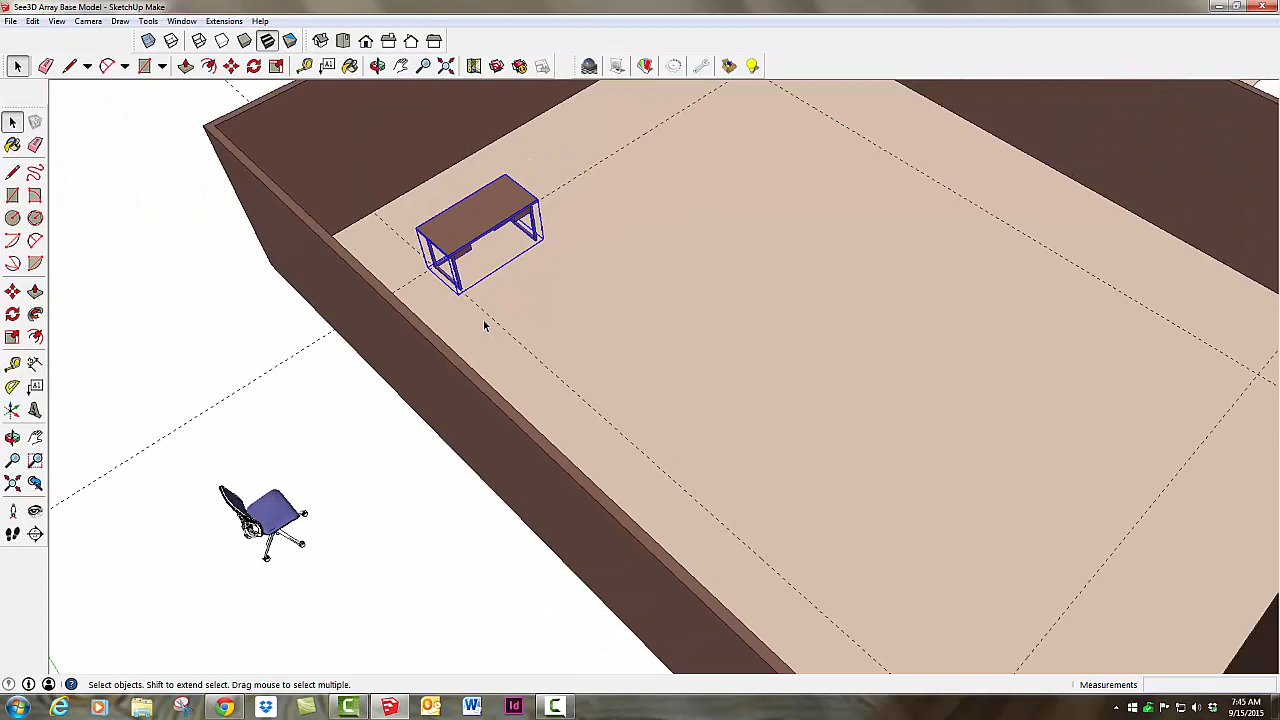 See3D Array Base Model - SketchUp Make
File Edit View Camera Draw Tools Window Extensions Help
Select objects. Shift to extend select. Drag mouse to select multiple.
Measurements
7:45 AM
9/15/2015